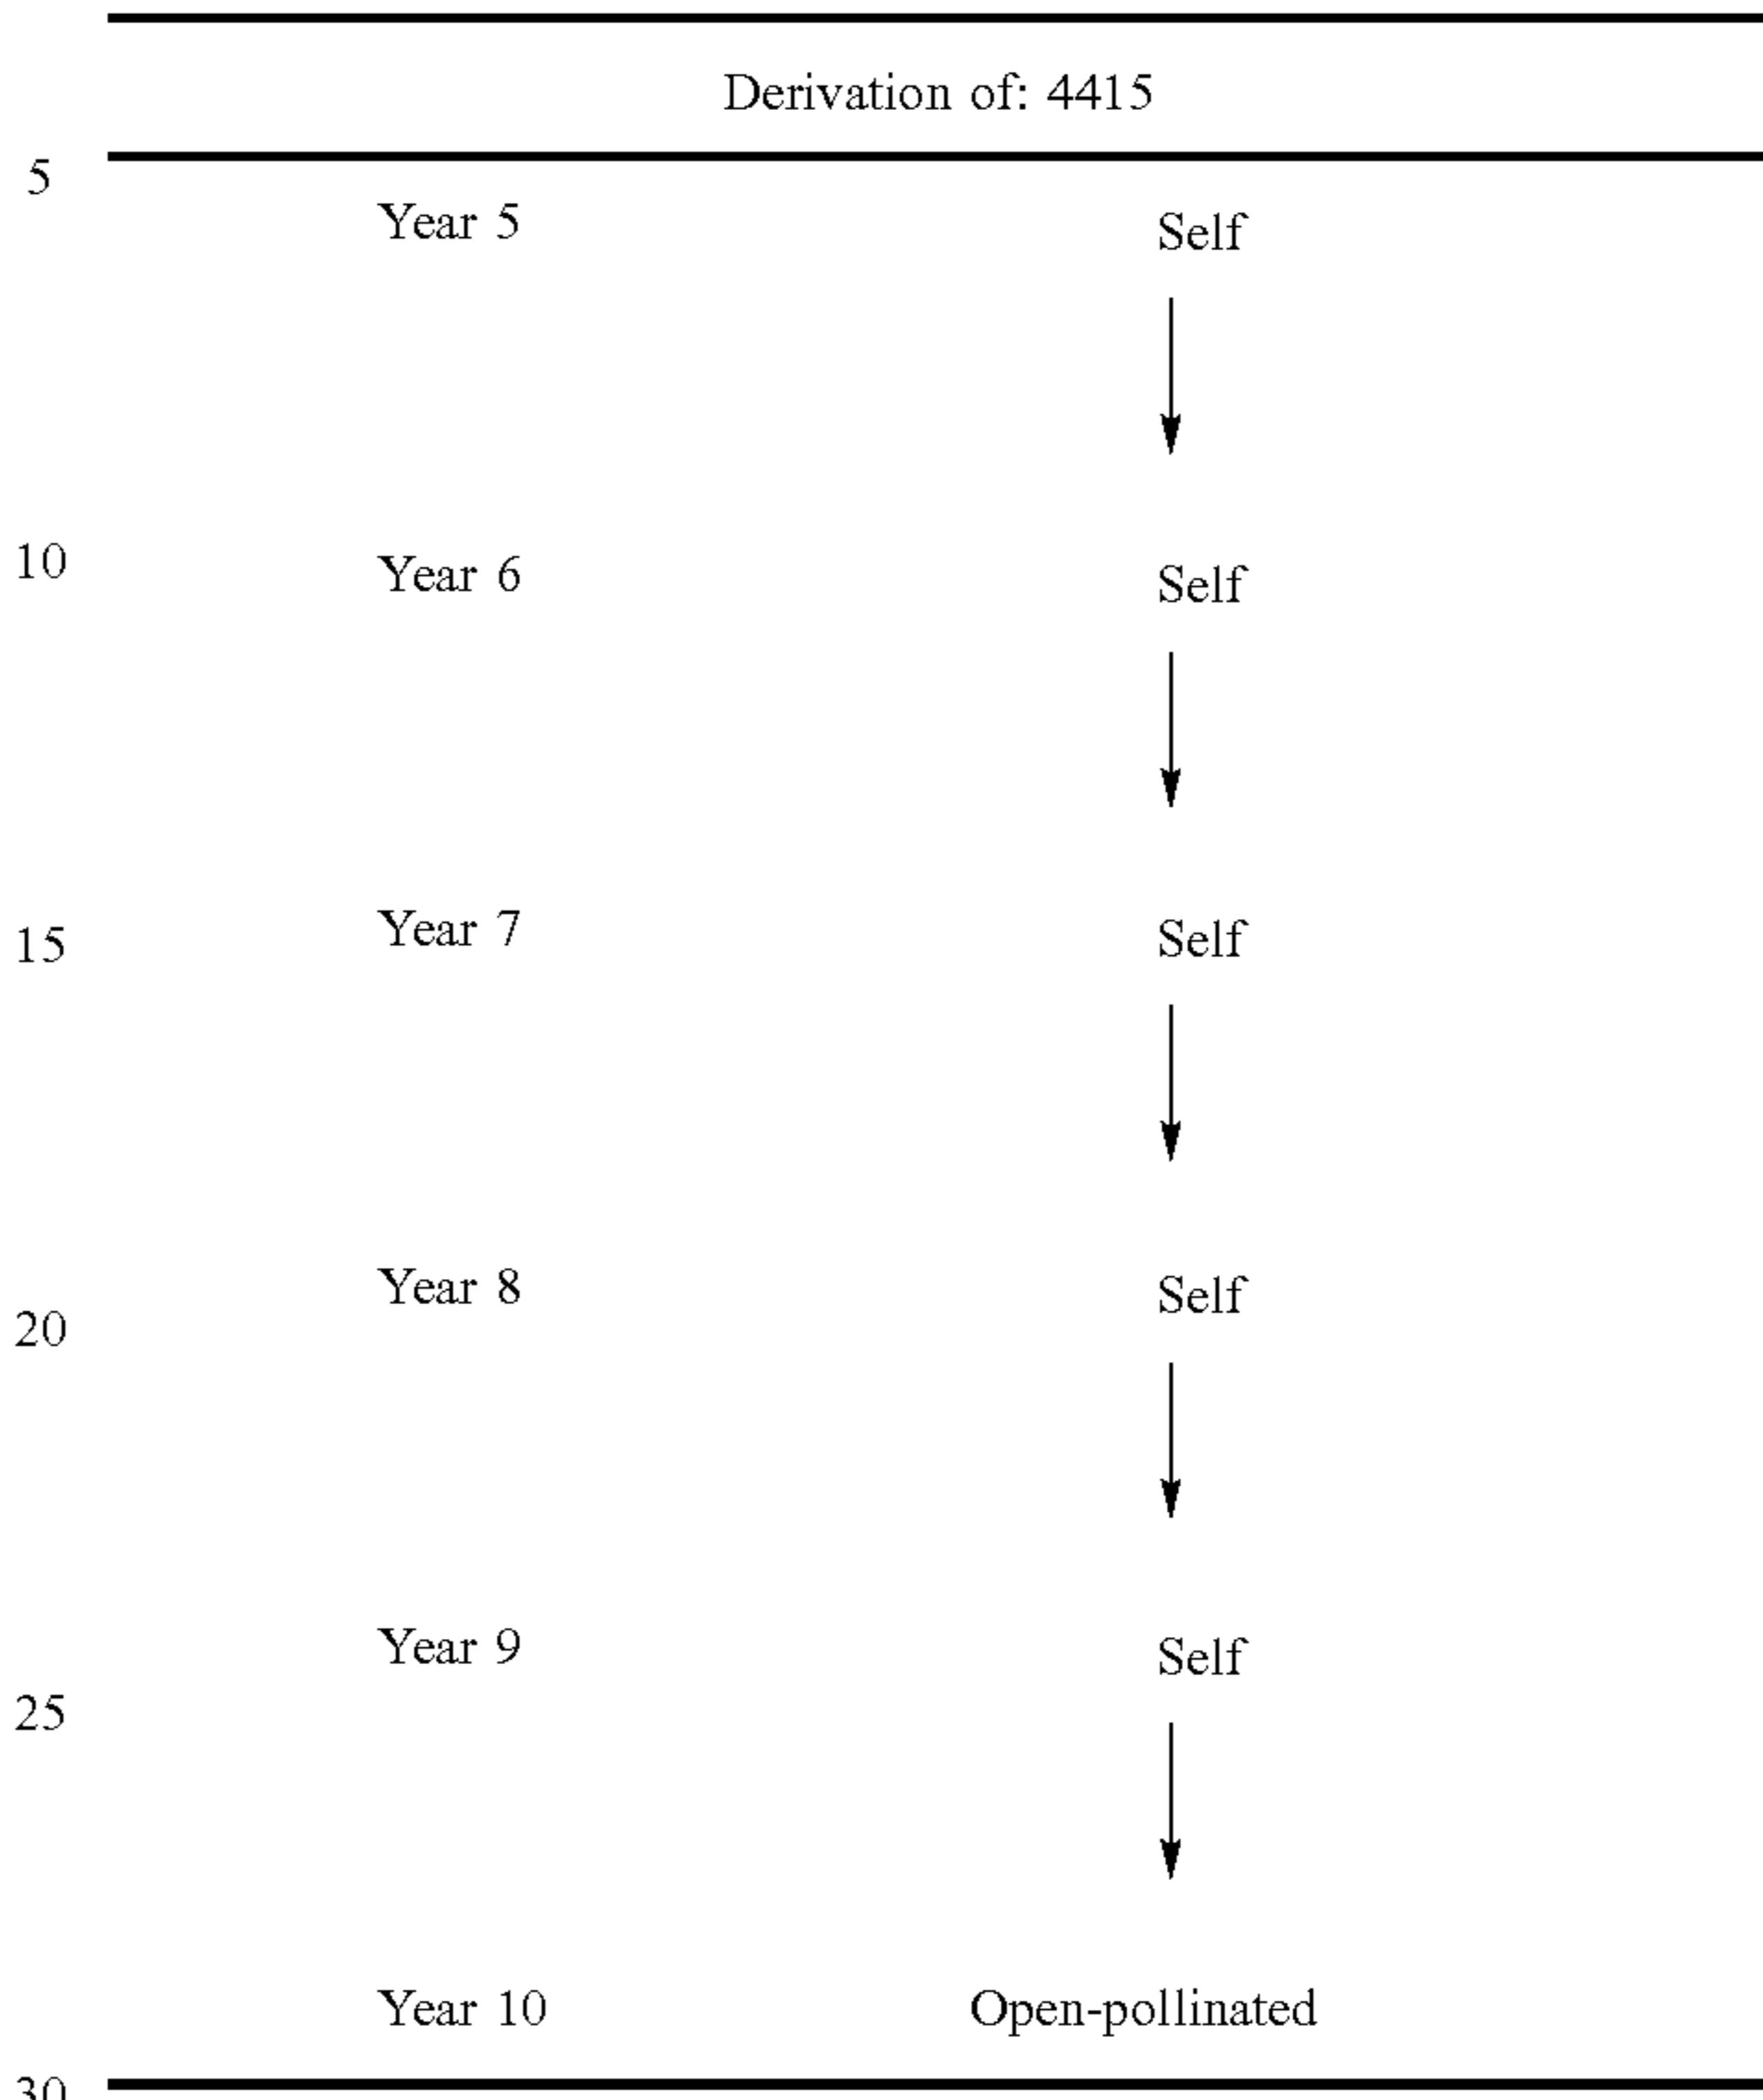 Derivation of: 4415
5
Year 5 Self
10
Year 6 Self
15
Year 7 Self
20
Year 8 Self
Year 9 Self
25
Year 10 Open-pollinated
30